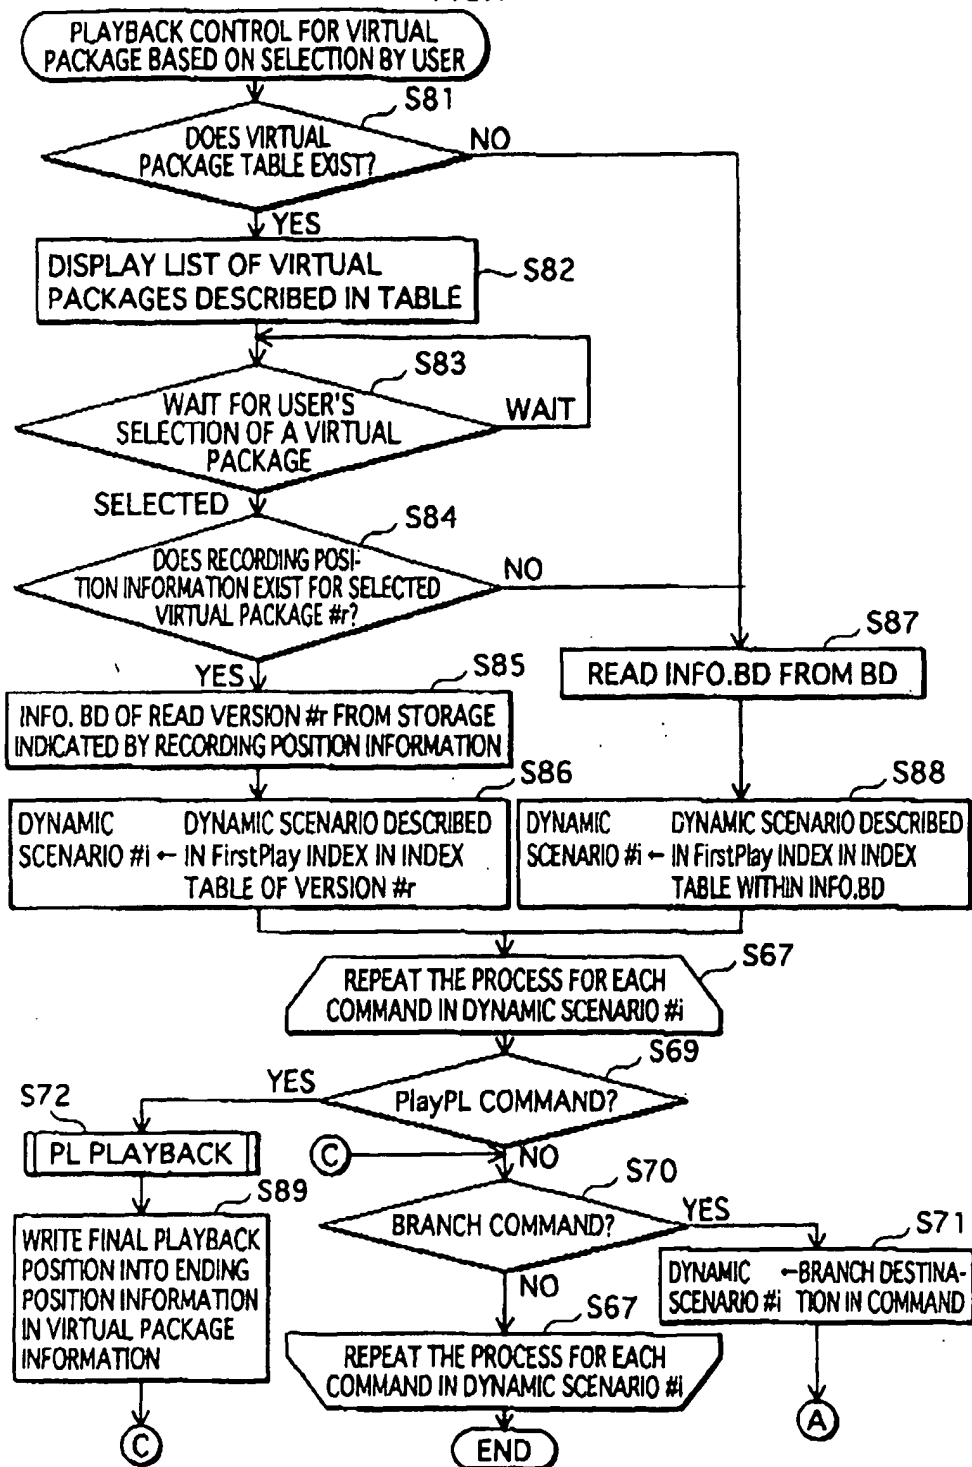 PLAYBACK CONTROL FOR VIRTUAL
PACKAGE BASED ON SELECTION BY USER
S81
DOES VIRTUAL
PACKAGE TABLE EXIST?
NO
YES
DISPLAY LIST OF VIRTUAL
PACKAGES DESCRIBED IN TABLE
S82
S83
WAIT FOR USER'S
SELECTION OF A VIRTUAL
PACKAGE
WAIT
SELECTED
S84
DOES RECORDING POSI-
TION INFORMATION EXIST FOR SELECTED
VIRTUAL PACKAGE #r?
NO
YES
S85
INFO. BD OF READ VERSION #r FROM STORAGE
INDICATED BY RECORDING POSITION INFORMATION
S87
READ INFO.BD FROM BD
S86
DYNAMIC DYNAMIC SCENARIO DESCRIBED
SCENARIO #i ← IN FirstPlay INDEX IN INDEX
TABLE OF VERSION #r
S88
DYNAMIC DYNAMIC SCENARIO DESCRIBED
SCENARIO #i ← IN FirstPlay INDEX IN INDEX
TABLE WITHIN INFO.BD
S67
REPEAT THE PROCESS FOR EACH
COMMAND IN DYNAMIC SCENARIO #i
S69
PlayPL COMMAND?
YES
S72
PL PLAYBACK
C
NO
S89
WRITE FINAL PLAYBACK
POSITION INTO ENDING
POSITION INFORMATION
IN VIRTUAL PACKAGE
INFORMATION
C
S70
BRANCH COMMAND?
YES
S71
DYNAMIC ←BRANCH DESTINA-
SCENARIO #i TION IN COMMAND
A
NO
S67
REPEAT THE PROCESS FOR EACH
COMMAND IN DYNAMIC SCENARIO #i
END